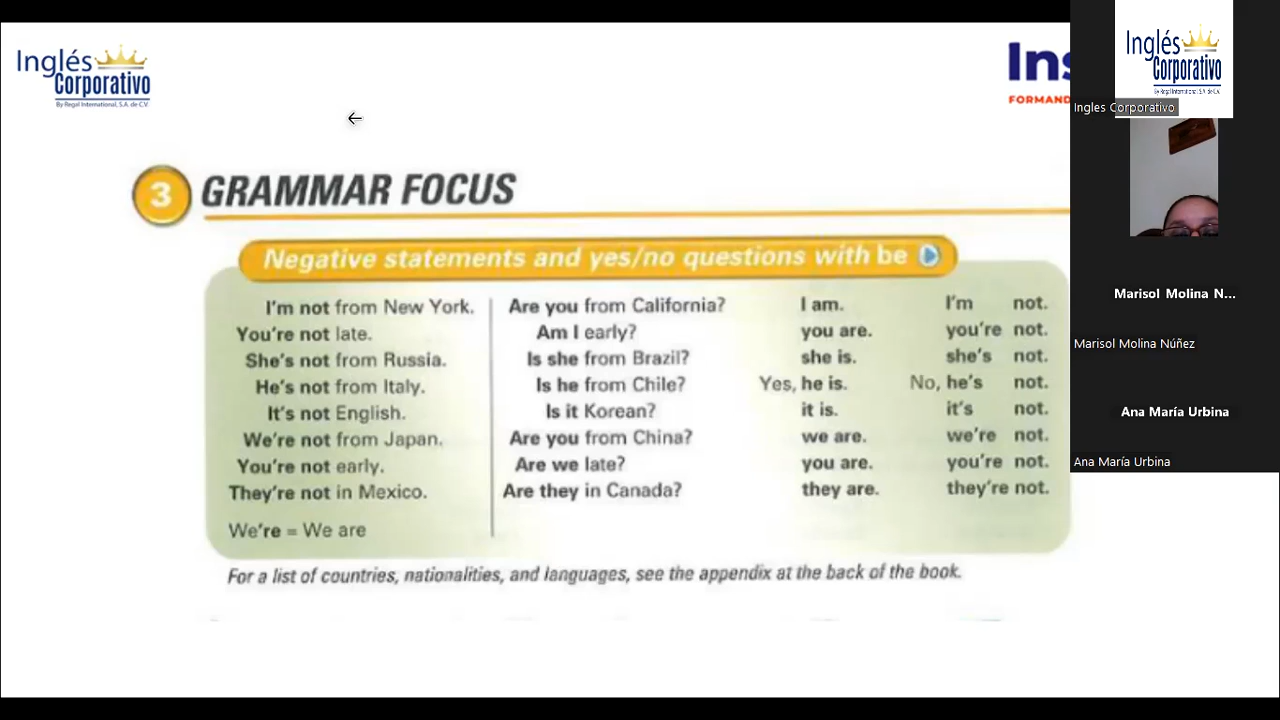 Inglés
Corporativo
By Regal International, S.A. de C.V.
Ins
FORMAND
3 GRAMMAR FOCUS
Negative statements and yes/no questions with be
I'm not from New York. Are you from California? I am. I'm not.
You're not late. Am I early? you are. you're not.
She's not from Russia. Is she from Brazil? she is. she's not.
He's not from Italy. Is he from Chile? Yes, he is. No, he's not.
It's not English. Is it Korean? it is. it's not.
We're not from Japan. Are you from China? we are. we're not.
You're not early. Are we late? you are. you're not.
They're not in Mexico. Are they in Canada? they are. they're not.
We're = We are
For a list of countries, nationalities, and languages, see the appendix at the back of the book.
Inglés
Corporativo
By Regal International, S.A. de C.V.
Ingles Corporativo
Marisol Molina N...
Marisol Molina Núñez
Ana María Urbina
Ana María Urbina